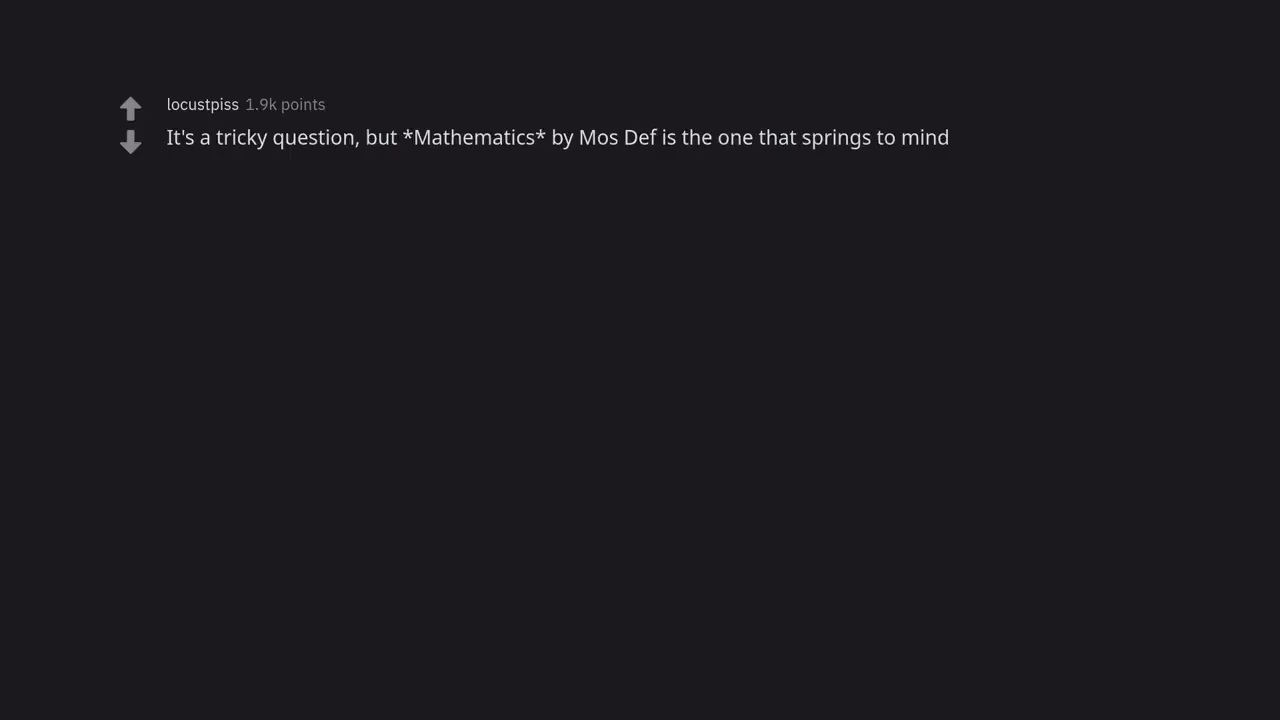 locustpiss 1.9k points
It's a tricky question, but *Mathematics* by Mos Def is the one that springs to mind